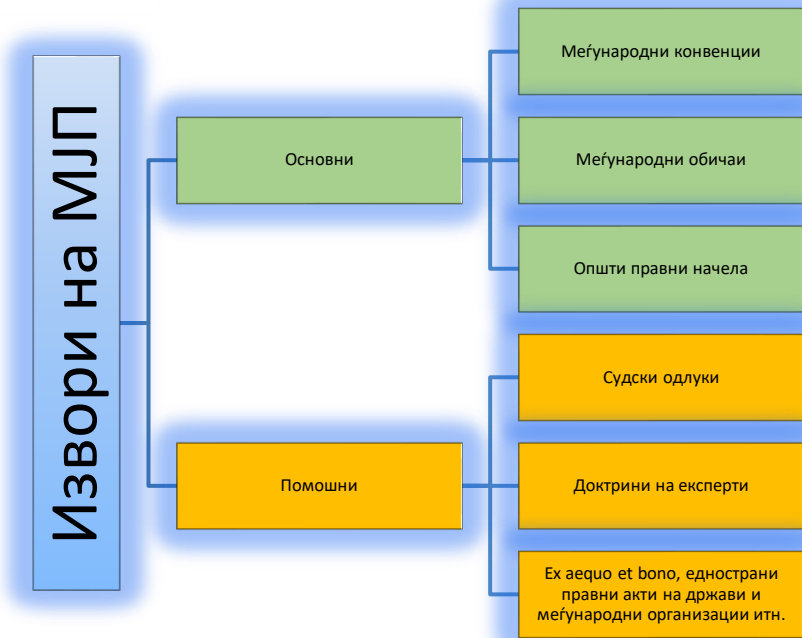 Извори на МЈП
Основни
Меѓународни конвенции
Меѓународни обичаи
Општи правни начела
Помошни
Судски одлуки
Доктрини на експерти
Ex aequo et bono, еднострани
правни акти на држави и
меѓународни организации итн.